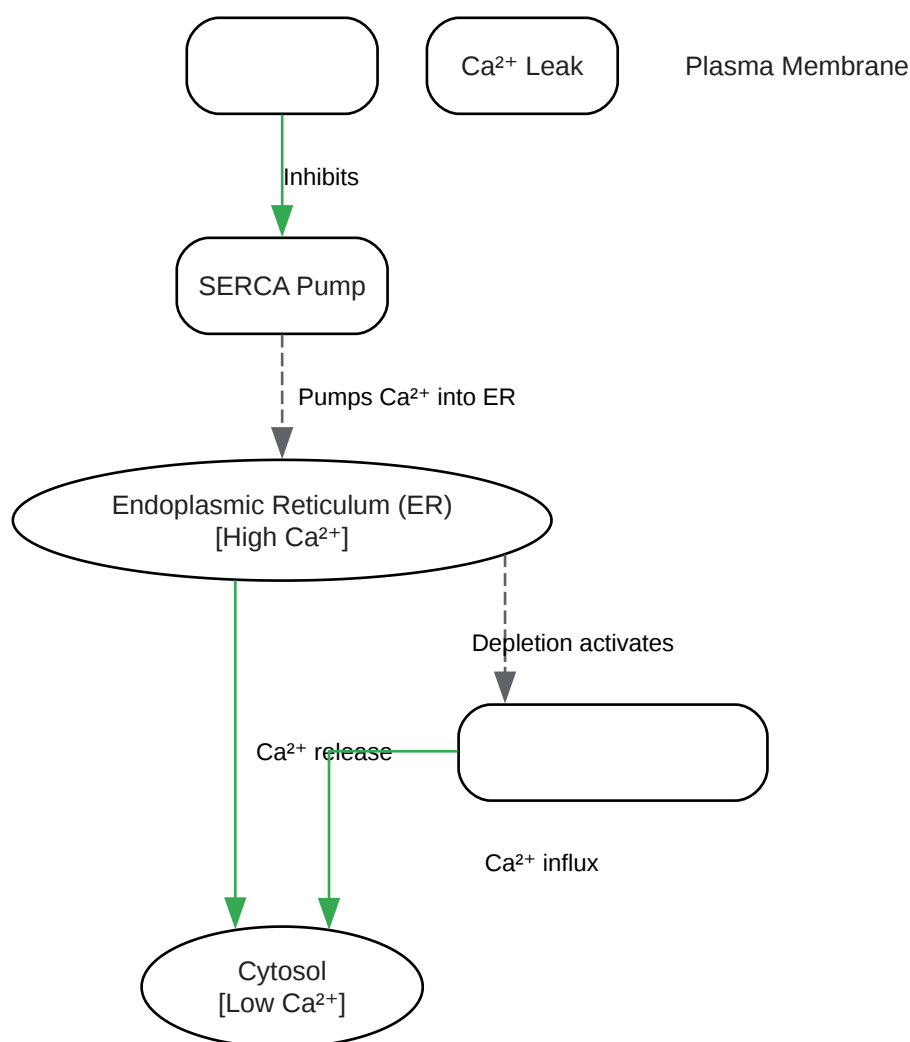 Ca²⁺ Leak
Plasma Membrane
Inhibits
SERCA Pump
Pumps Ca²⁺ into ER
Endoplasmic Reticulum (ER)
[High Ca²⁺]
Depletion activates
Ca²⁺ release
Ca²⁺ influx
Cytosol
[Low Ca²⁺]